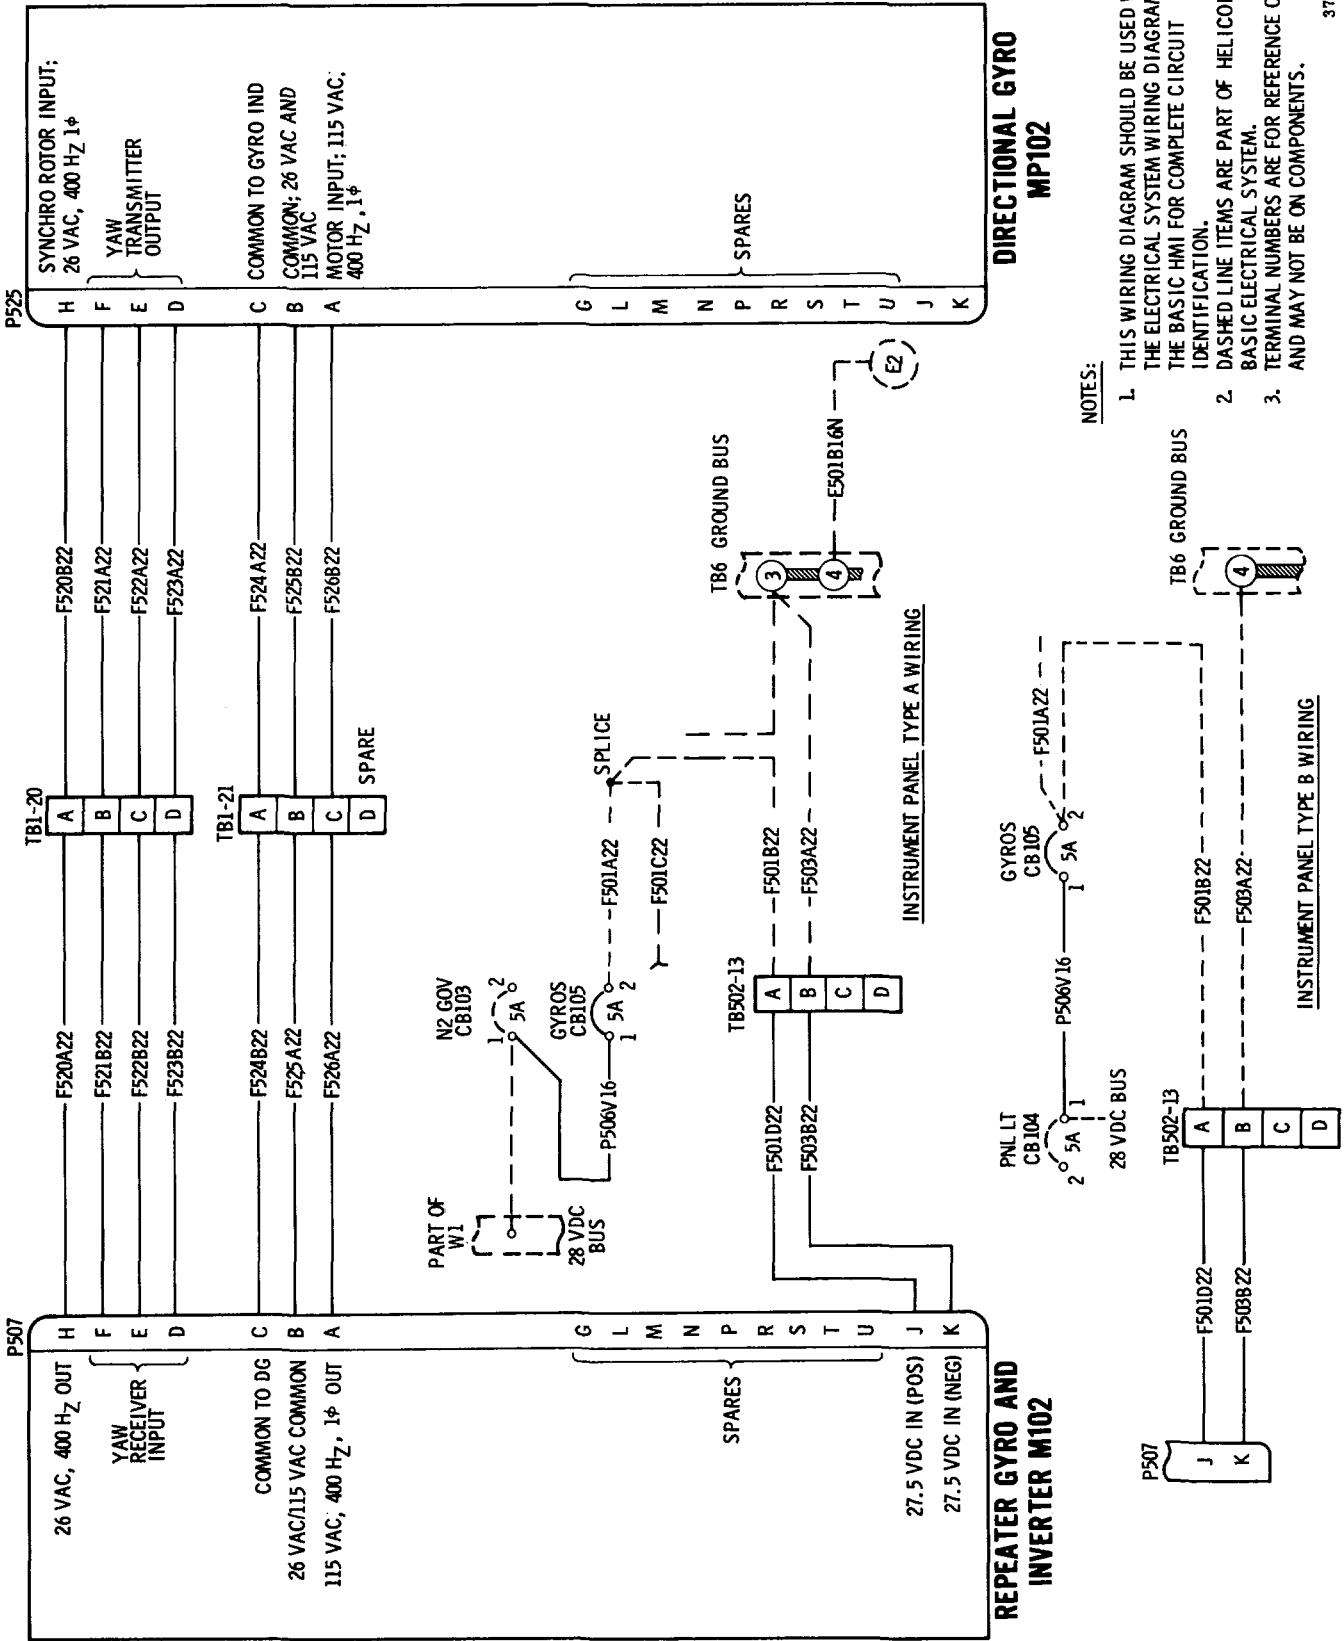 P507
26 VAC, 400 HZ OUT
YAW
RECEIVER
INPUT
COMMON TO DG
26 VAC/115 VAC COMMON
115 VAC, 400 HZ, 1ϕ OUT
SPARES
27.5 VDC IN (POS)
27.5 VDC IN (NEG)
H
F
E
D
C
B
A
G
L
M
N
P
R
S
T
U
J
K
REPEATER GYRO AND
INVERTER M102
F520A22
F521B22
F522B22
F523B22
F524B22
F525A22
F526A22
TB1-20
A
B
C
D
TB1-21
A
B
C
D
SPARE
F520B22
F521A22
F522A22
F523A22
F524A22
F525B22
F526B22
P525
H
F
E
D
C
B
A
G
L
M
N
P
R
S
T
U
J
K
SYNCHRO ROTOR INPUT;
26 VAC, 400 HZ 1ϕ
YAW
TRANSMITTER
OUTPUT
COMMON TO GYRO IND
COMMON; 26 VAC AND
115 VAC
MOTOR INPUT; 115 VAC,
400 HZ, 1ϕ
SPARES
DIRECTIONAL GYRO
MP102
PART OF
W1
28 VDC
BUS
N2 GOV
CB103
1
2
5A
P506V16
GYROS
CB105
1
2
5A
F501A22
F501C22
SPLICE
F501D22
F503B22
TB502-13
A
B
C
D
F501B22
F503A22
TB6 GROUND BUS
3
4
E501B16N
E2
INSTRUMENT PANEL TYPE A WIRING
P507
J
K
F501D22
F503B22
TB502-13
A
B
C
D
PNL LT
CB104
2
1
5A
28 VDC BUS
P506V16
GYROS
CB105
1
2
5A
F501A22
F501B22
F503A22
TB6 GROUND BUS
4
INSTRUMENT PANEL TYPE B WIRING
NOTES:
1. THIS WIRING DIAGRAM SHOULD BE USED
THE ELECTRICAL SYSTEM WIRING DIAGRAM
THE BASIC HMI FOR COMPLETE CIRCUIT
IDENTIFICATION.
2. DASHED LINE ITEMS ARE PART OF HELICO
BASIC ELECTRICAL SYSTEM.
3. TERMINAL NUMBERS ARE FOR REFERENCE O
AND MAY NOT BE ON COMPONENTS.
37